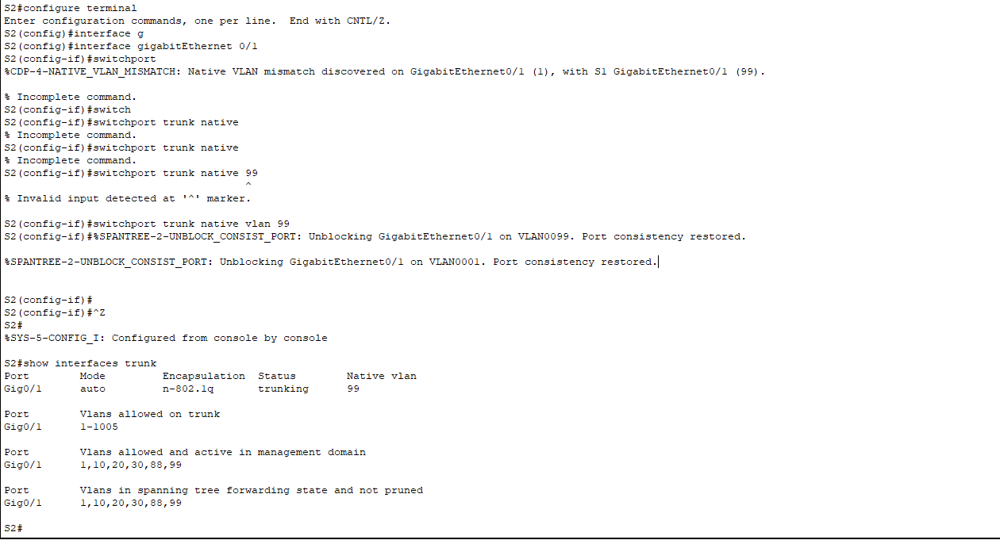 S2#configure terminal
Enter configuration commands, one per line.  End with CNTL/Z.
S2(config)#interface g
S2(config)#interface gigabitEthernet 0/1
S2(config-if)#switchport
%CDP-4-NATIVE_VLAN_MISMATCH: Native VLAN mismatch discovered on GigabitEthernet0/1 (1), with S1 GigabitEthernet0/1 (99).
% Incomplete command.
S2(config-if)#switch
S2(config-if)#switchport trunk native
% Incomplete command.
S2(config-if)#switchport trunk native
% Incomplete command.
S2(config-if)#switchport trunk native 99
^
% Invalid input detected at '^' marker.
S2(config-if)#switchport trunk native vlan 99
S2(config-if)#%SPANTREE-2-UNBLOCK_CONSIST_PORT: Unblocking GigabitEthernet0/1 on VLAN0099. Port consistency restored.
%SPANTREE-2-UNBLOCK_CONSIST_PORT: Unblocking GigabitEthernet0/1 on VLAN0001. Port consistency restored.
S2(config-if)#
S2(config-if)#^Z
S2#
%SYS-5-CONFIG_I: Configured from console by console
S2#show interfaces trunk
Port        Mode         Encapsulation  Status        Native vlan
Gig0/1      auto         n-802.1q       trunking      99
Port        Vlans allowed on trunk
Gig0/1      1-1005
Port        Vlans allowed and active in management domain
Gig0/1      1,10,20,30,88,99
Port        Vlans in spanning tree forwarding state and not pruned
Gig0/1      1,10,20,30,88,99
S2#